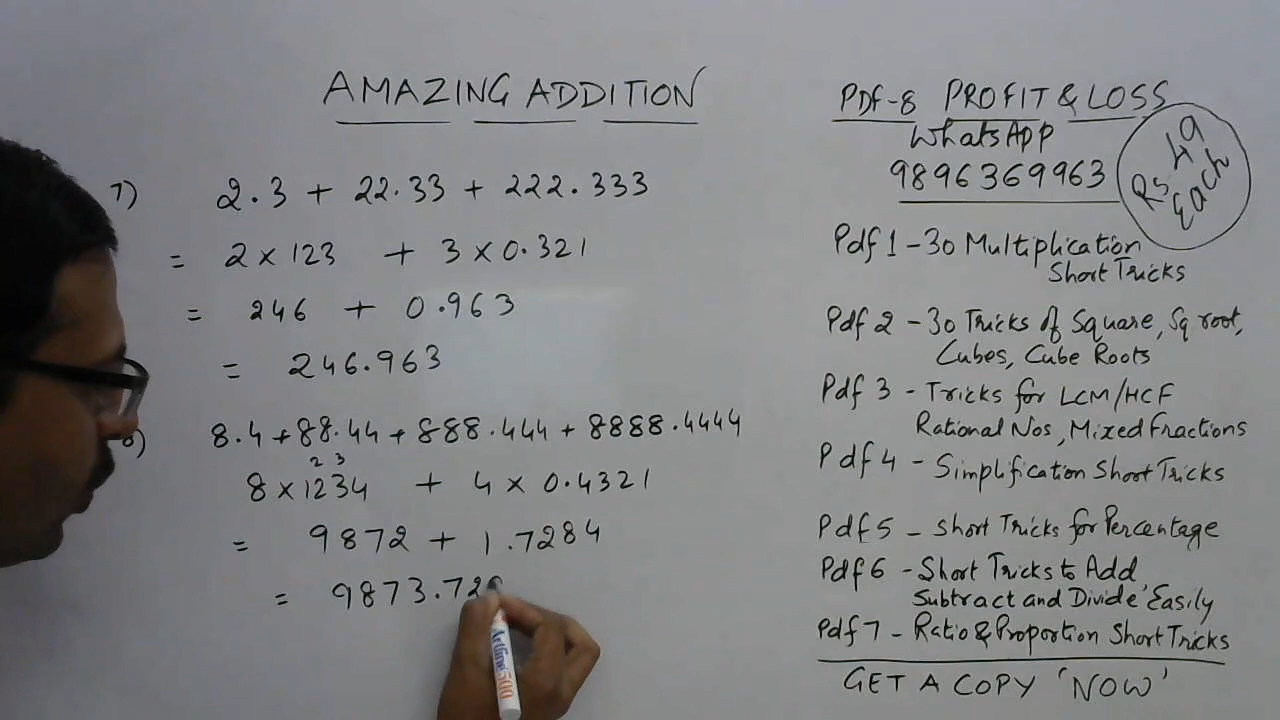 AMAZING ADDITION
7) 2.3 + 22.33 + 222.333
= 2 × 123 + 3 × 0.321
= 246 + 0.963
= 246.963
8) 8.4 + 88.44 + 888.444 + 8888.4444
2 3
8 × 1234 + 4 × 0.4321
= 9872 + 1.7284
= 9873.728
Artline 500
Pdf-8 PROFIT & LOSS
WhatsAPP
9896369963
Rs 49
Each
Pdf 1 - 30 Multiplication
Short Tricks
Pdf 2 - 30 Tricks of Square, Sq root,
Cubes, Cube Roots
Pdf 3 - Tricks for LCM/HCF
Rational Nos, Mixed Fractions
Pdf 4 - Simplification Short Tricks
Pdf 5 - Short Tricks for Percentage
Pdf 6 - Short Tricks to Add,
Subtract and Divide Easily
Pdf 7 - Ratio & Proportion Short Tricks
GET A COPY 'NOW'